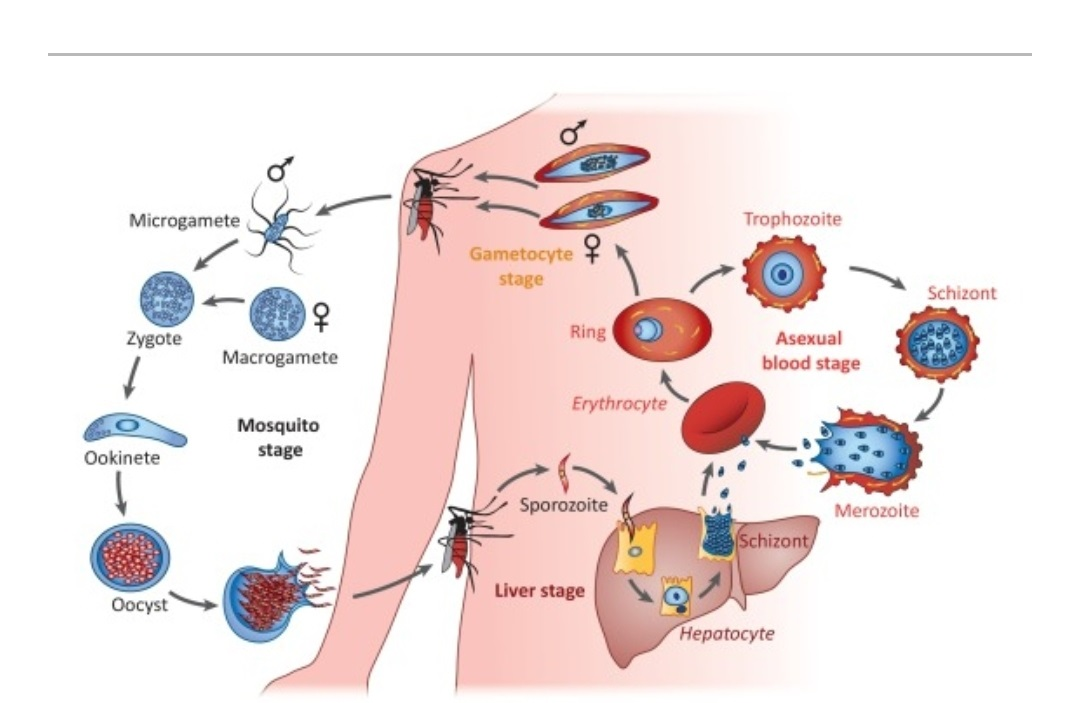 ♂
♂
Microgamete
Trophozoite
Gametocyte
stage
♀
Schizont
♀
Zygote
Macrogamete
Ring
Asexual
blood stage
Erythrocyte
Mosquito
stage
Ookinete
Sporozoite
Merozoite
Schizont
Liver stage
Oocyst
Hepatocyte